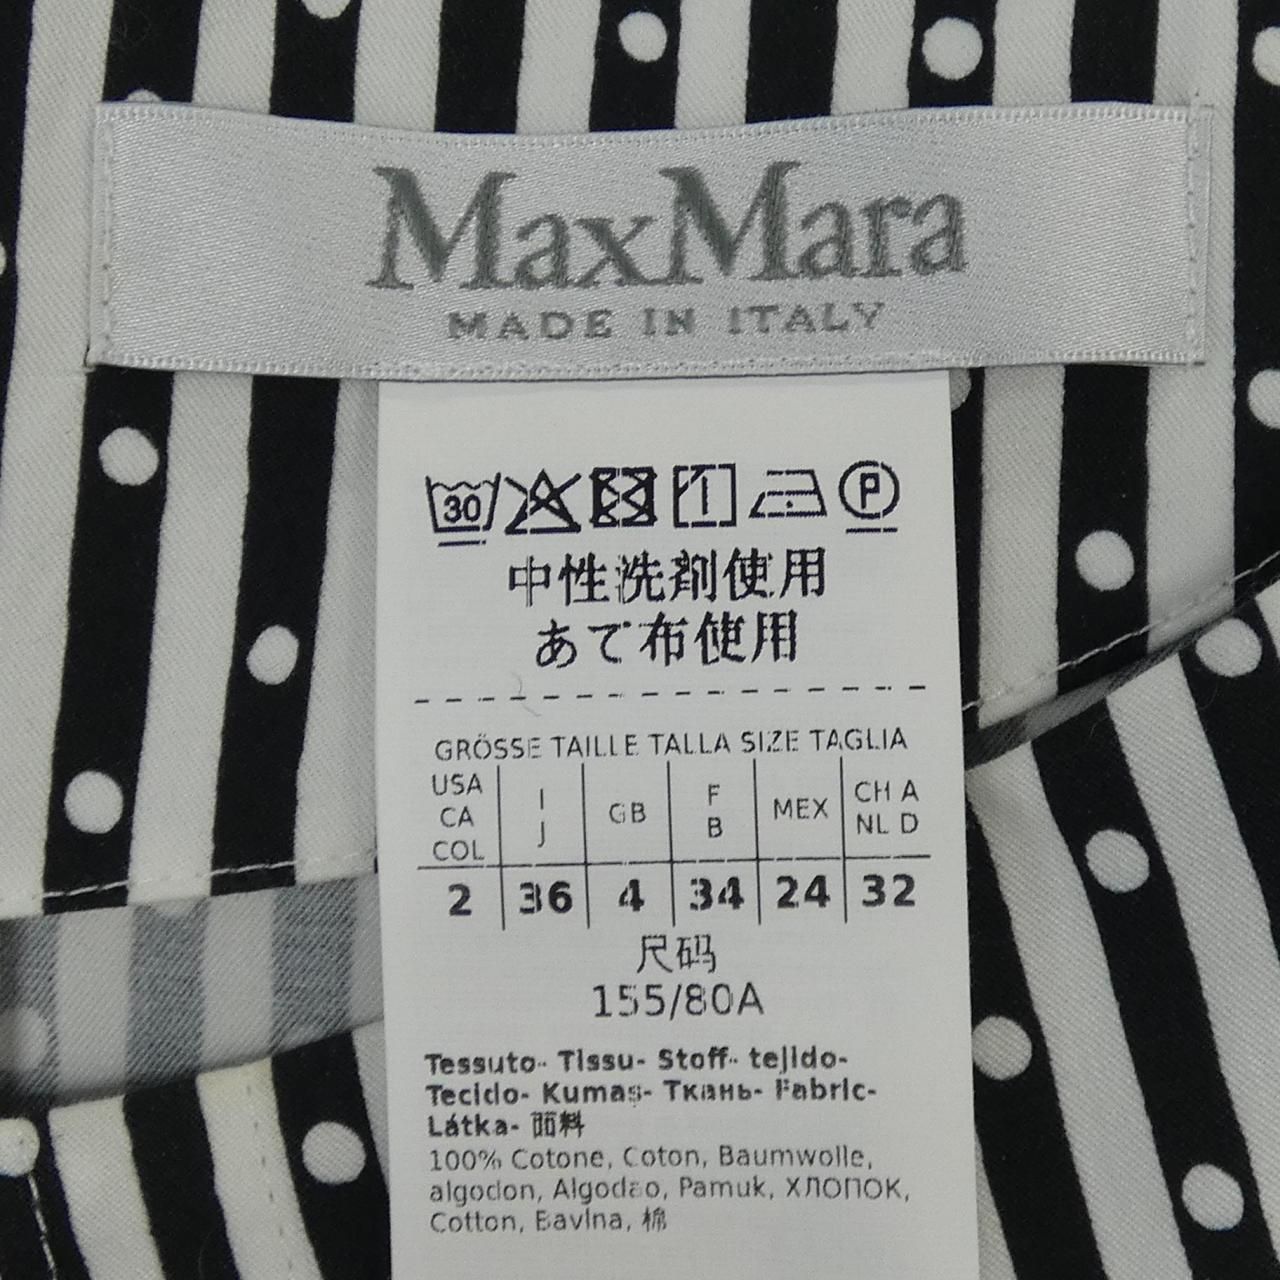 MaxMara
MADE IN ITALY
30 P
中性洗剤使用
あて布使用
GRÖSSE TAILLE TALLA SIZE TAGLIA
USA CA COL I J GB F B MEX CH A NL D
2 36 4 34 24 32
尺码
155/80A
Tessuto- Tissu- Stoff- tejido-
Tecido- Kumaş- Ткань- Fabric-
Látka- 面料
100% Cotone, Coton, Baumwolle,
algodon, Algodao, Pamuk, ХЛОПОК,
Cotton, Bavlna, 棉